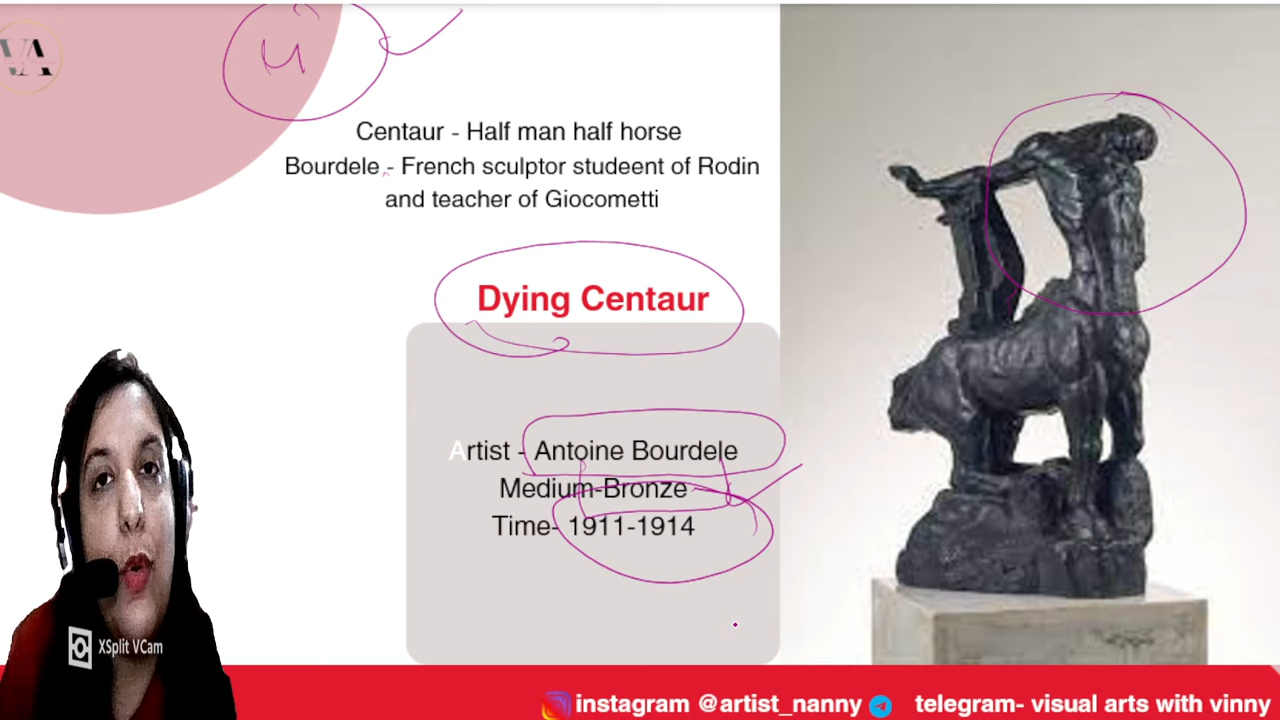 VA
Centaur - Half man half horse
Bourdele - French sculptor studeent of Rodin
and teacher of Giocometti
Dying Centaur
Artist - Antoine Bourdele
Medium-Bronze
Time- 1911-1914
XSplit VCam
instagram @artist_nanny telegram- visual arts with vinny